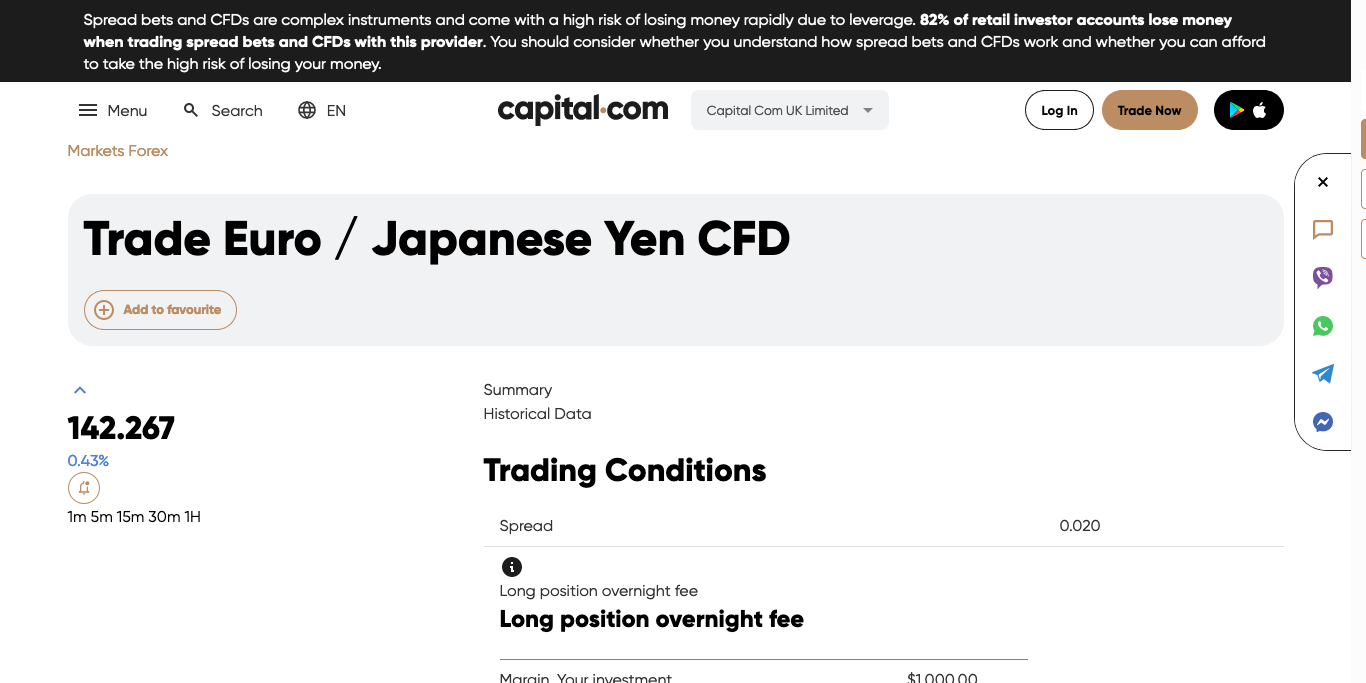 Spread bets and CFDs are complex instruments and come with a high risk of losing money rapidly due to leverage. 82% of retail investor accounts lose money
when trading spread bets and CFDs with this provider. You should consider whether you understand how spread bets and CFDs work and whether you can afford
to take the high risk of losing your money.
Menu Search EN capital.com Capital Com UK Limited Log In Trade Now
Markets Forex
Trade Euro / Japanese Yen CFD
Add to favourite
142.267
0.43%
1m 5m 15m 30m 1H
Summary
Historical Data
Trading Conditions
Spread 0.020
Long position overnight fee
Long position overnight fee
Margin. Your investment $1,000.00